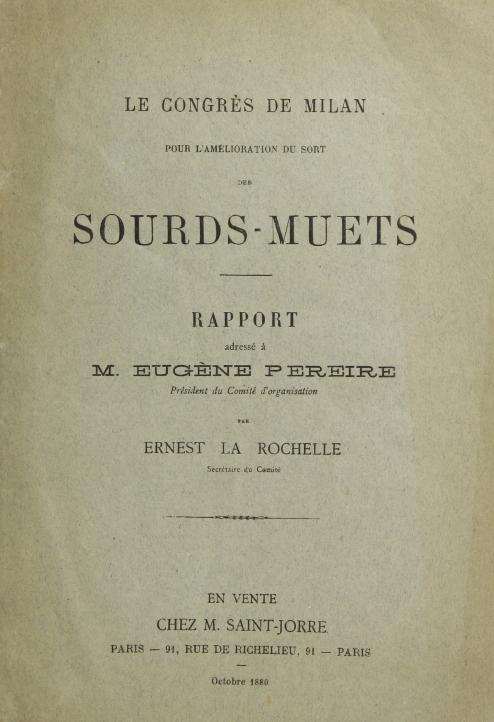 LE CONGRÈS DE MILAN
POUR L'AMÉLIORATION DU SORT
DES
SOURDS-MUETS
RAPPORT
adressé à
M. EUGÈNE PEREIRE
Président du Comité d'organisation
PAR
ERNEST LA ROCHELLE
Secrétaire du Comité
EN VENTE
CHEZ M. SAINT-JORRE
PARIS — 91, RUE DE RICHELIEU, 91 — PARIS
Octobre 1880